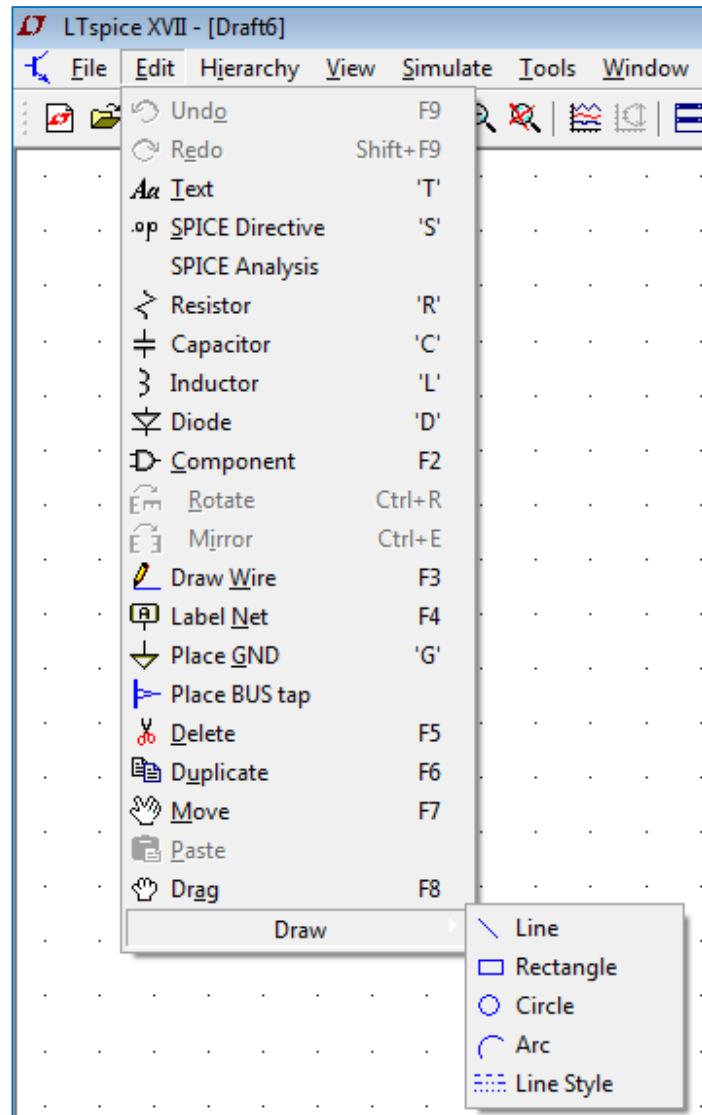 LTspice XVII - [Draft6]
File Edit Hierarchy View Simulate Tools Window
Undo F9
Redo Shift+F9
Aa Text 'T'
.op SPICE Directive 'S'
SPICE Analysis
Resistor 'R'
Capacitor 'C'
Inductor 'L'
Diode 'D'
Component F2
Rotate Ctrl+R
Mirror Ctrl+E
Draw Wire F3
A Label Net F4
Place GND 'G'
Place BUS tap
Delete F5
Duplicate F6
Move F7
Paste
Drag F8
Draw
Line
Rectangle
Circle
Arc
Line Style